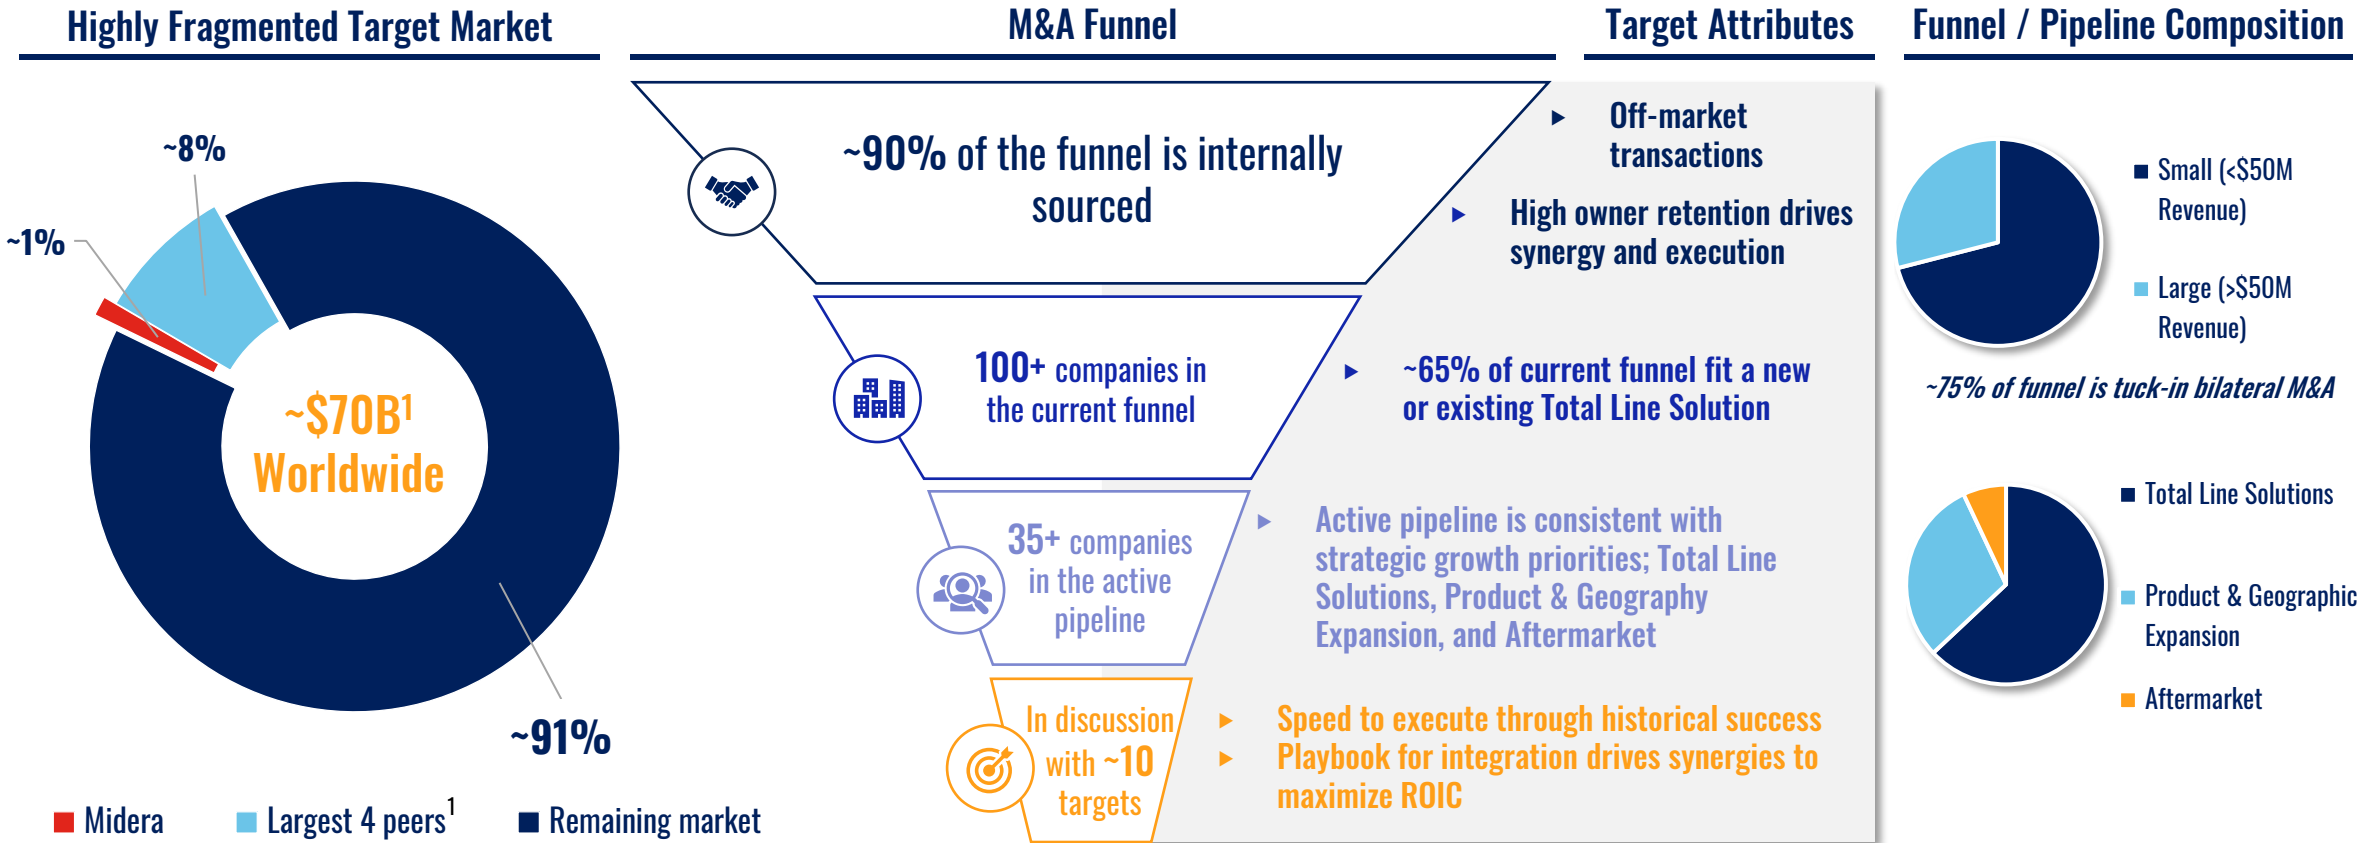 Highly Fragmented Target Market
~8%
~1%
~$70B¹
Worldwide
~91%
Midera
Largest 4 peers¹
Remaining market
M&A Funnel
~90% of the funnel is internally
sourced
100+ companies in
the current funnel
35+ companies
in the active
pipeline
In discussion
with ~10
targets
Target Attributes
Off-market
transactions
High owner retention drives
synergy and execution
~65% of current funnel fit a new
or existing Total Line Solution
Active pipeline is consistent with
strategic growth priorities; Total Line
Solutions, Product & Geography
Expansion, and Aftermarket
Speed to execute through historical success
Playbook for integration drives synergies to
maximize ROIC
Funnel / Pipeline Composition
Small (<$50M
Revenue)
Large (>$50M
Revenue)
~75% of funnel is tuck-in bilateral M&A
Total Line Solutions
Product & Geographic
Expansion
Aftermarket